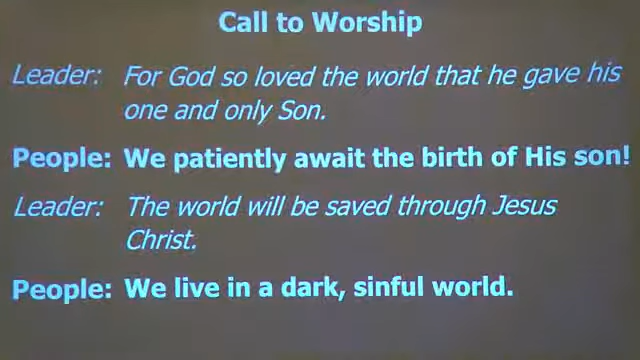 Call to Worship
Leader: For God so loved the world that he gave his
one and only Son.
People: We patiently await the birth of His son!
Leader: The world will be saved through Jesus
Christ.
People: We live in a dark, sinful world.